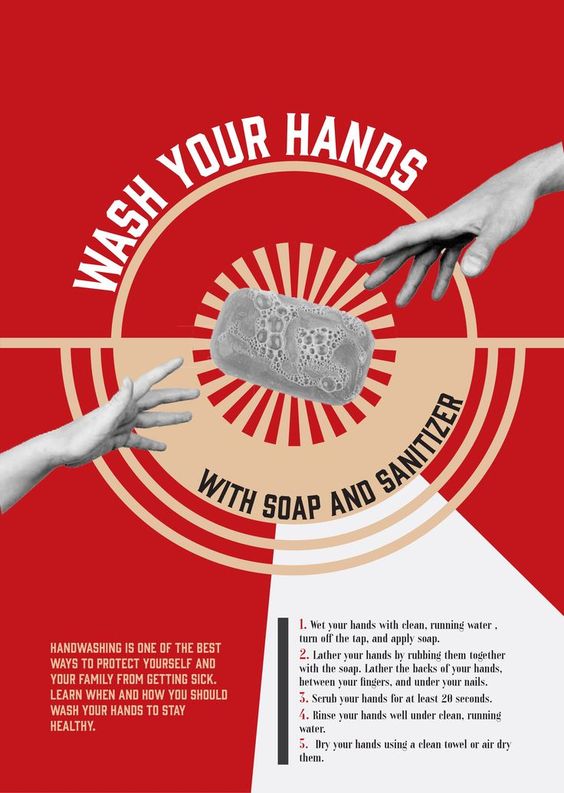 WASH YOUR HANDS
WITH SOAP AND SANITIZER
HANDWASHING IS ONE OF THE BEST
WAYS TO PROTECT YOURSELF AND
YOUR FAMILY FROM GETTING SICK.
LEARN WHEN AND HOW YOU SHOULD
WASH YOUR HANDS TO STAY
HEALTHY.
1. Wet your hands with clean, running water ,
turn off the tap, and apply soap.
2. Lather your hands by rubbing them together
with the soap. Lather the backs of your hands,
between your fingers, and under your nails.
3. Scrub your hands for at least 20 seconds.
4. Rinse your hands well under clean, running
water.
5. Dry your hands using a clean towel or air dry
them.